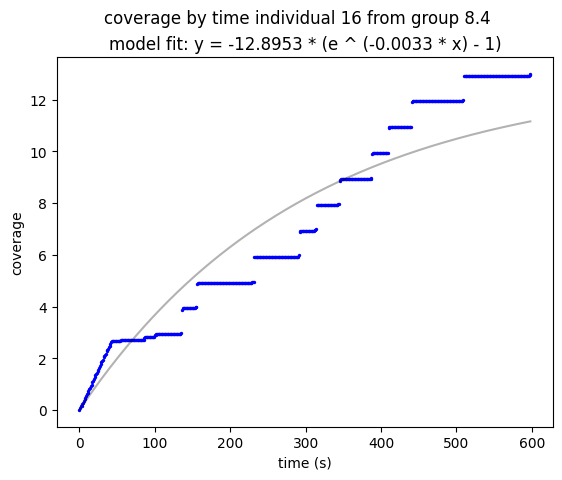 coverage by time individual 16 from group 8.4
model fit: y = -12.8953 * (e ^ (-0.0033 * x) - 1)
12
10
8
6
4
2
0
coverage
0 100 200 300 400 500 600
time (s)